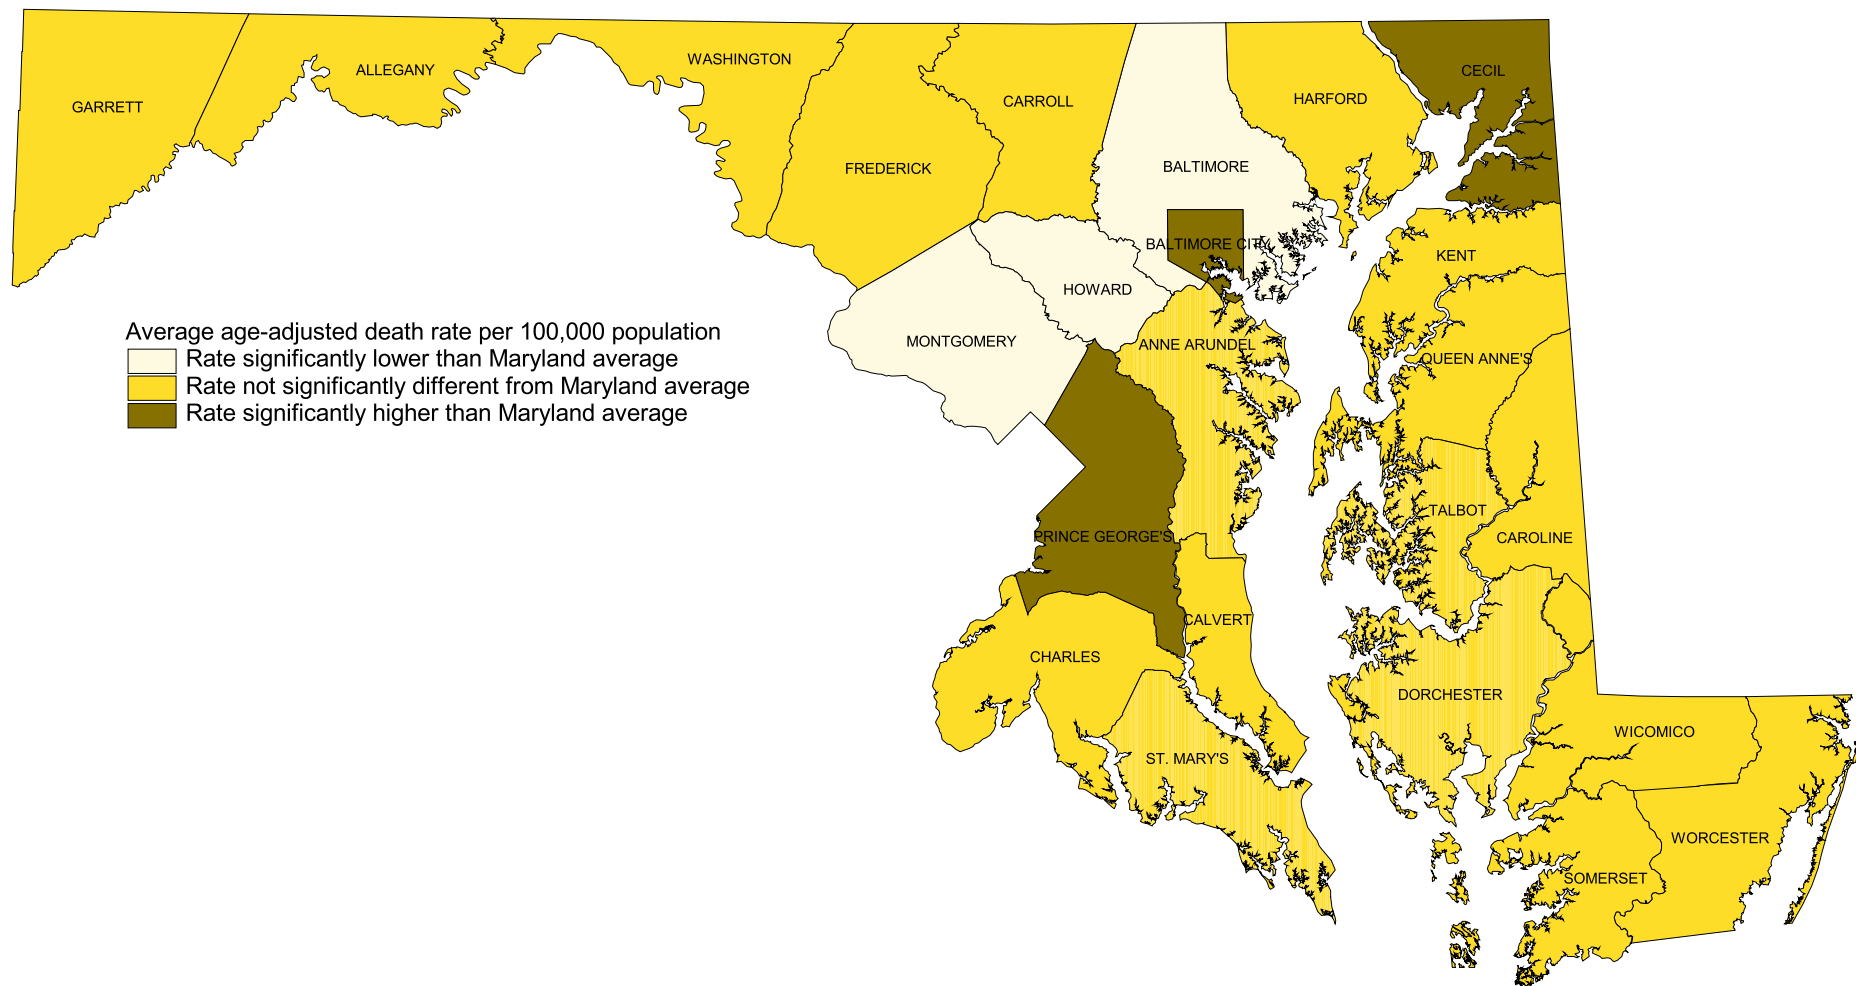 GARRETT
ALLEGANY
WASHINGTON
FREDERICK
CARROLL
BALTIMORE
HARFORD
CECIL
BALTIMORE CITY
KENT
HOWARD
MONTGOMERY
ANNE ARUNDEL
QUEEN ANNE'S
Average age-adjusted death rate per 100,000 population
Rate significantly lower than Maryland average
Rate not significantly different from Maryland average
Rate significantly higher than Maryland average
TALBOT
CAROLINE
PRINCE GEORGE'S
CALVERT
CHARLES
DORCHESTER
WICOMICO
ST. MARY'S
WORCESTER
SOMERSET